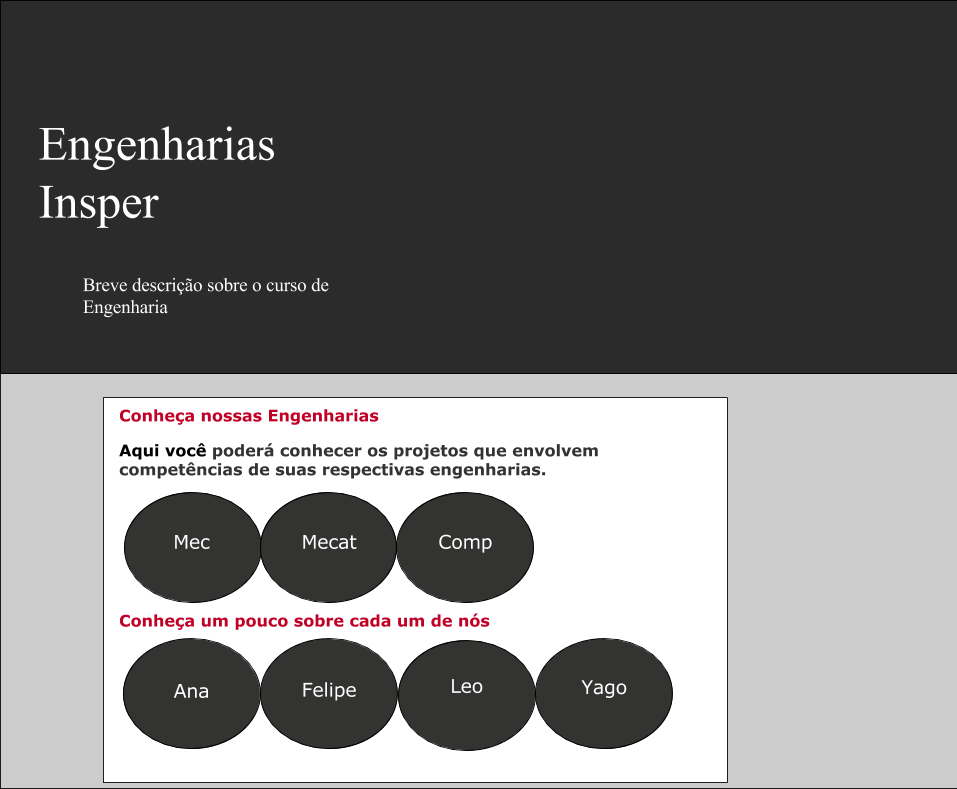 Engenharias
Insper
Breve descrição sobre o curso de
Engenharia
Conheça nossas Engenharias
Aqui você poderá conhecer os projetos que envolvem
competências de suas respectivas engenharias.
Mec Mecat Comp
Conheça um pouco sobre cada um de nós
Ana Felipe Leo Yago